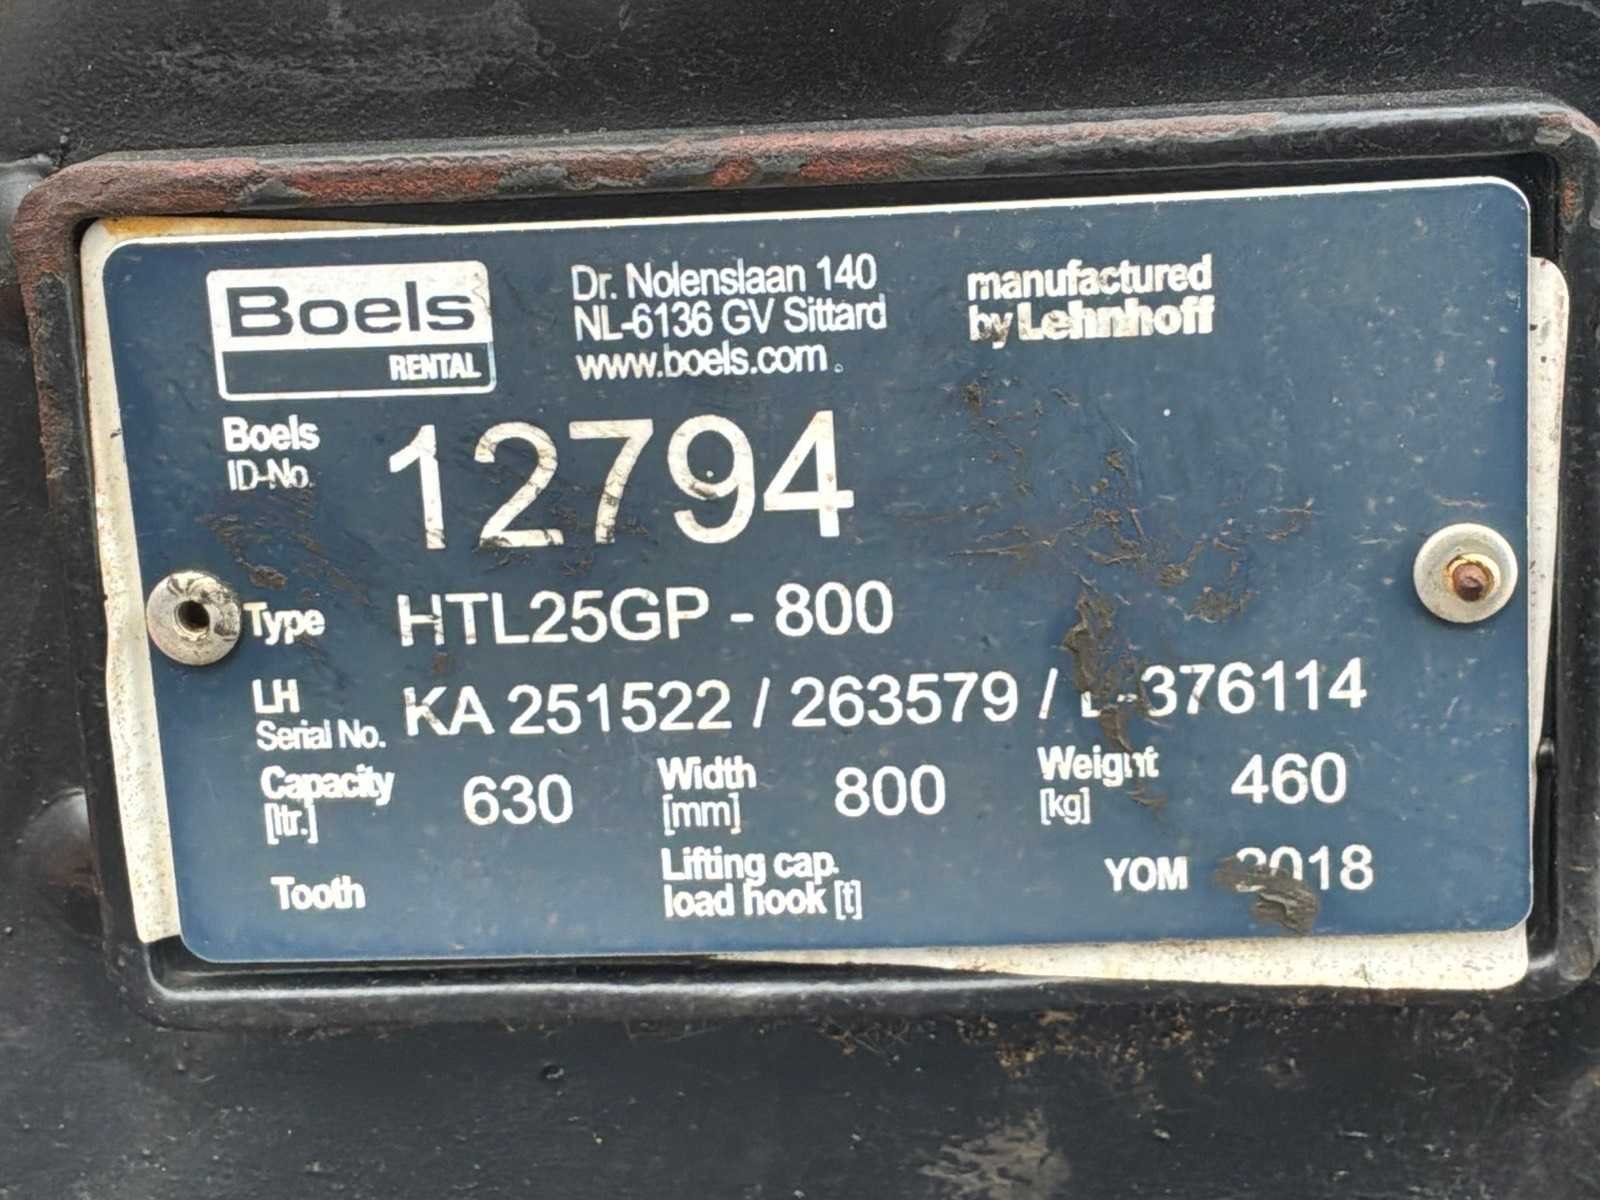 Boels
RENTAL
Dr. Nolenslaan 140
NL-6136 GV Sittard
www.boels.com
manufactured
by Lehnhoff
Boels
ID-No.
12794
Type HTL25GP - 800
LH
Serial No.
KA 251522 / 263579 /
Capacity
[ltr.]
630
Width
[mm]
800
Weight
[kg]
460
Tooth
Lifting cap.
load hook [t]
YOM 2018